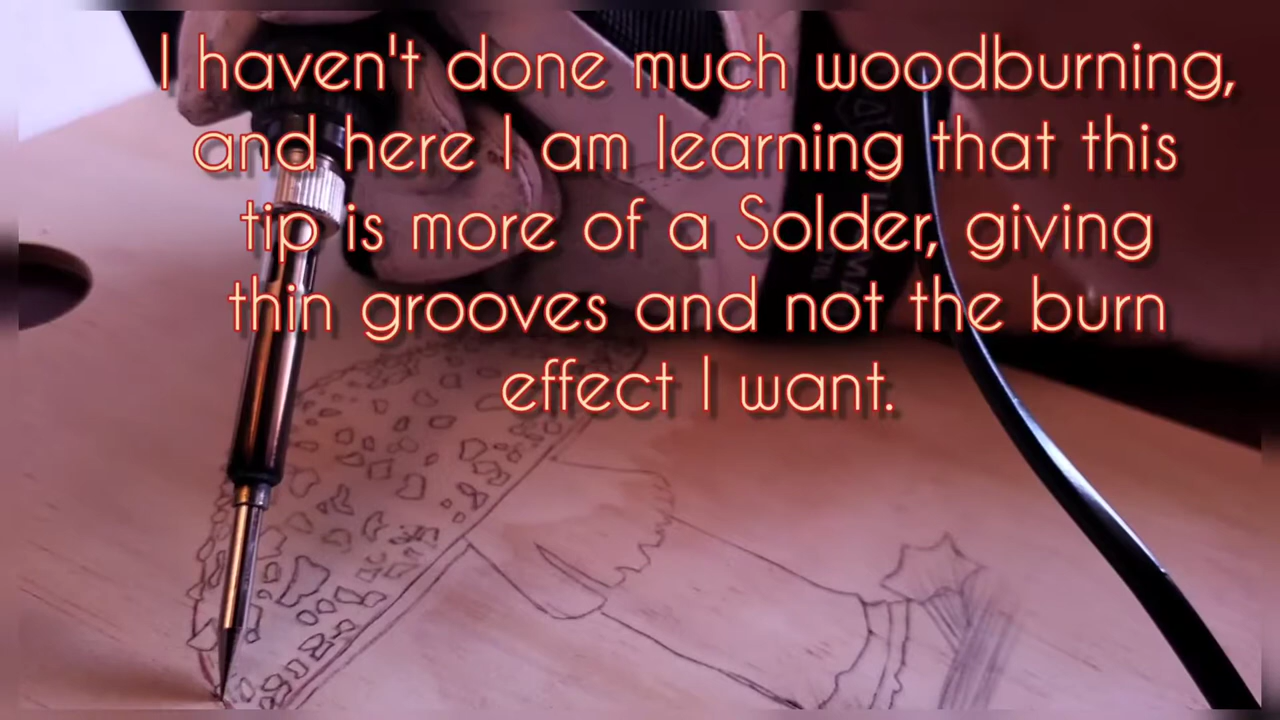 I haven't done much woodburning,
and here I am learning that this
tip is more of a Solder, giving
thin grooves and not the burn
effect I want.